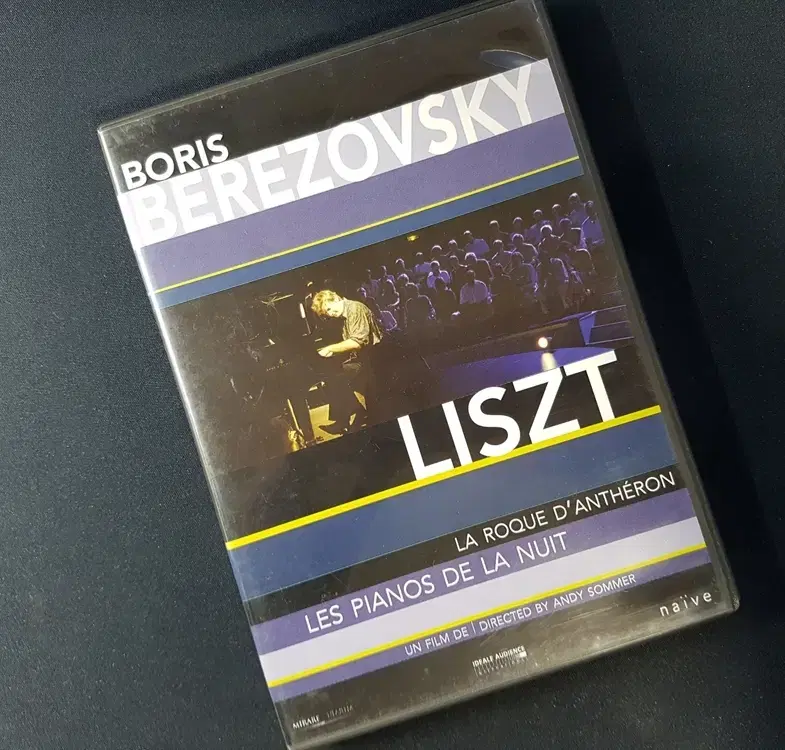 BORIS
BEREZOVSKY
LISZT
LA ROQUE D'ANTHÉRON
LES PIANOS DE LA NUIT
UN FILM DE | DIRECTED BY ANDY SOMMER
naïve
IDEALE AUDIENCE
MIRARE